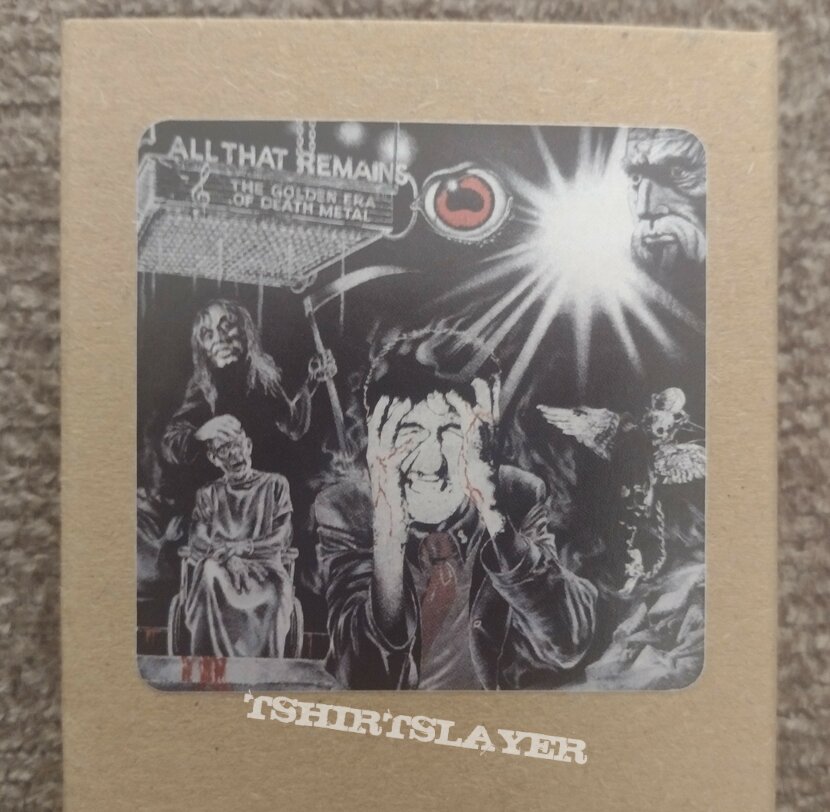 ALL THAT REMAINS
THE GOLDEN ERA
OF DEATH METAL
TSHIRTSLAYER